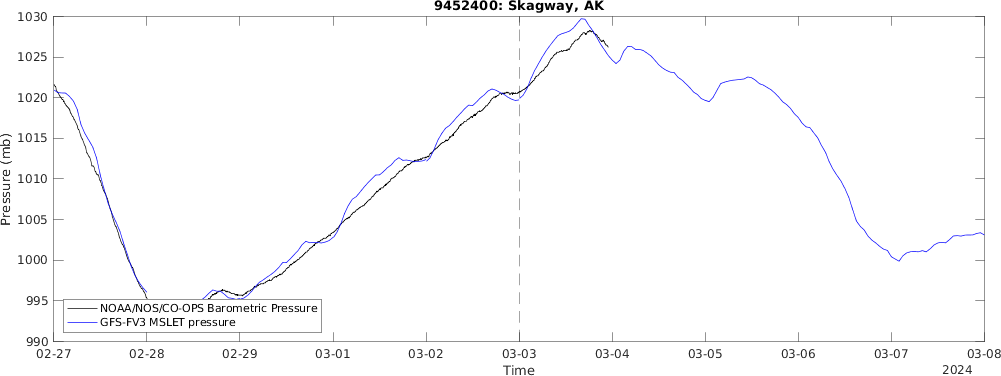 9452400: Skagway, AK
1030
1025
1020
1015
1010
1005
1000
995
990
Pressure (mb)
NOAA/NOS/CO-OPS Barometric Pressure
GFS-FV3 MSLET pressure
02-27 02-28 02-29 03-01 03-02 03-03 03-04 03-05 03-06 03-07 03-08
Time
2024